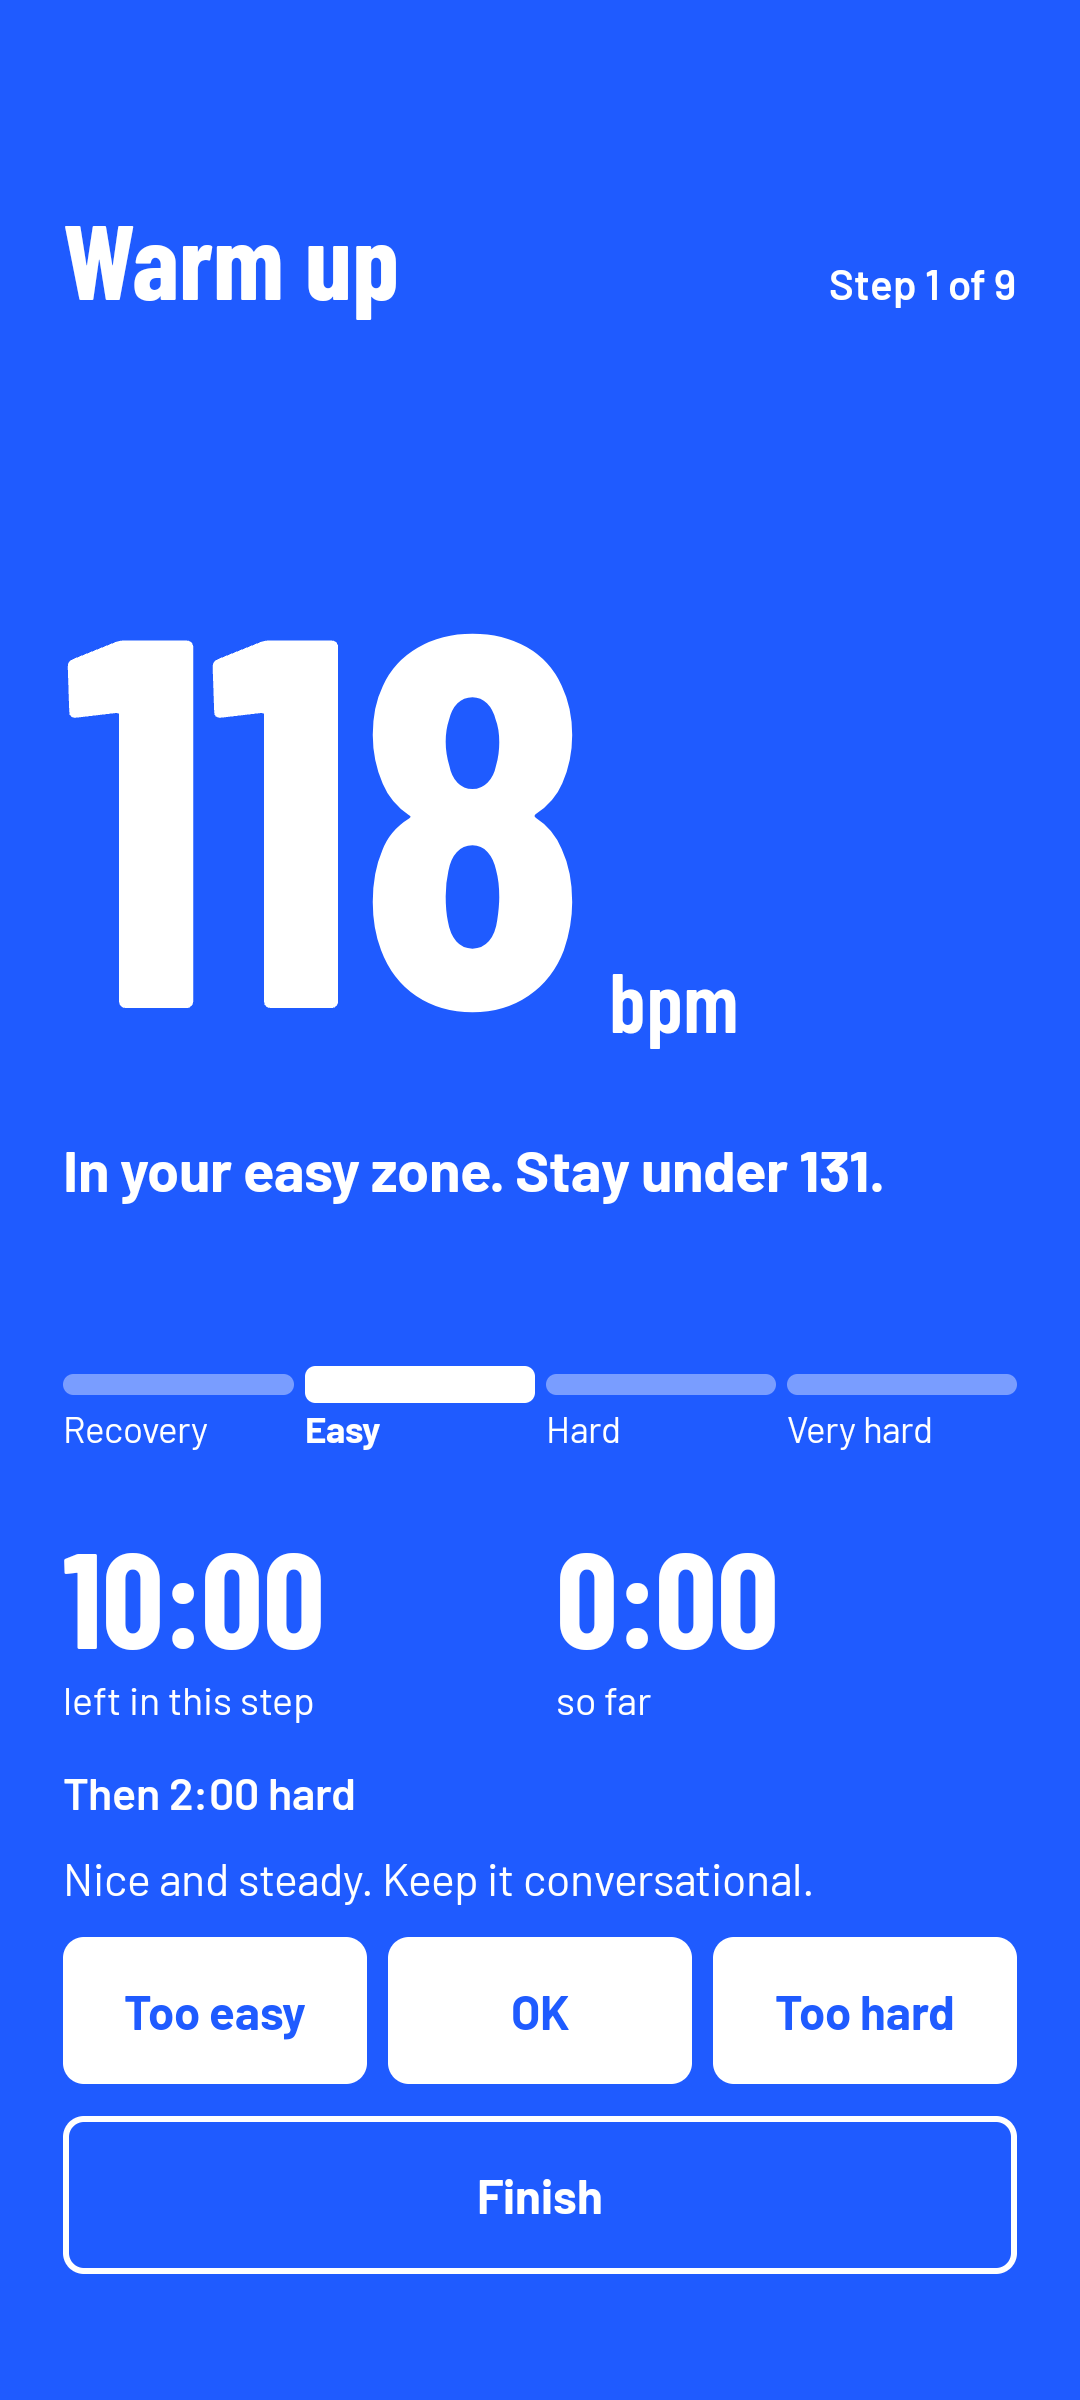 Warm up
Step 1 of 9
118 bpm
In your easy zone. Stay under 131.
Recovery Easy Hard Very hard
10:00 0:00
left in this step so far
Then 2:00 hard
Nice and steady. Keep it conversational.
Too easy OK Too hard
Finish